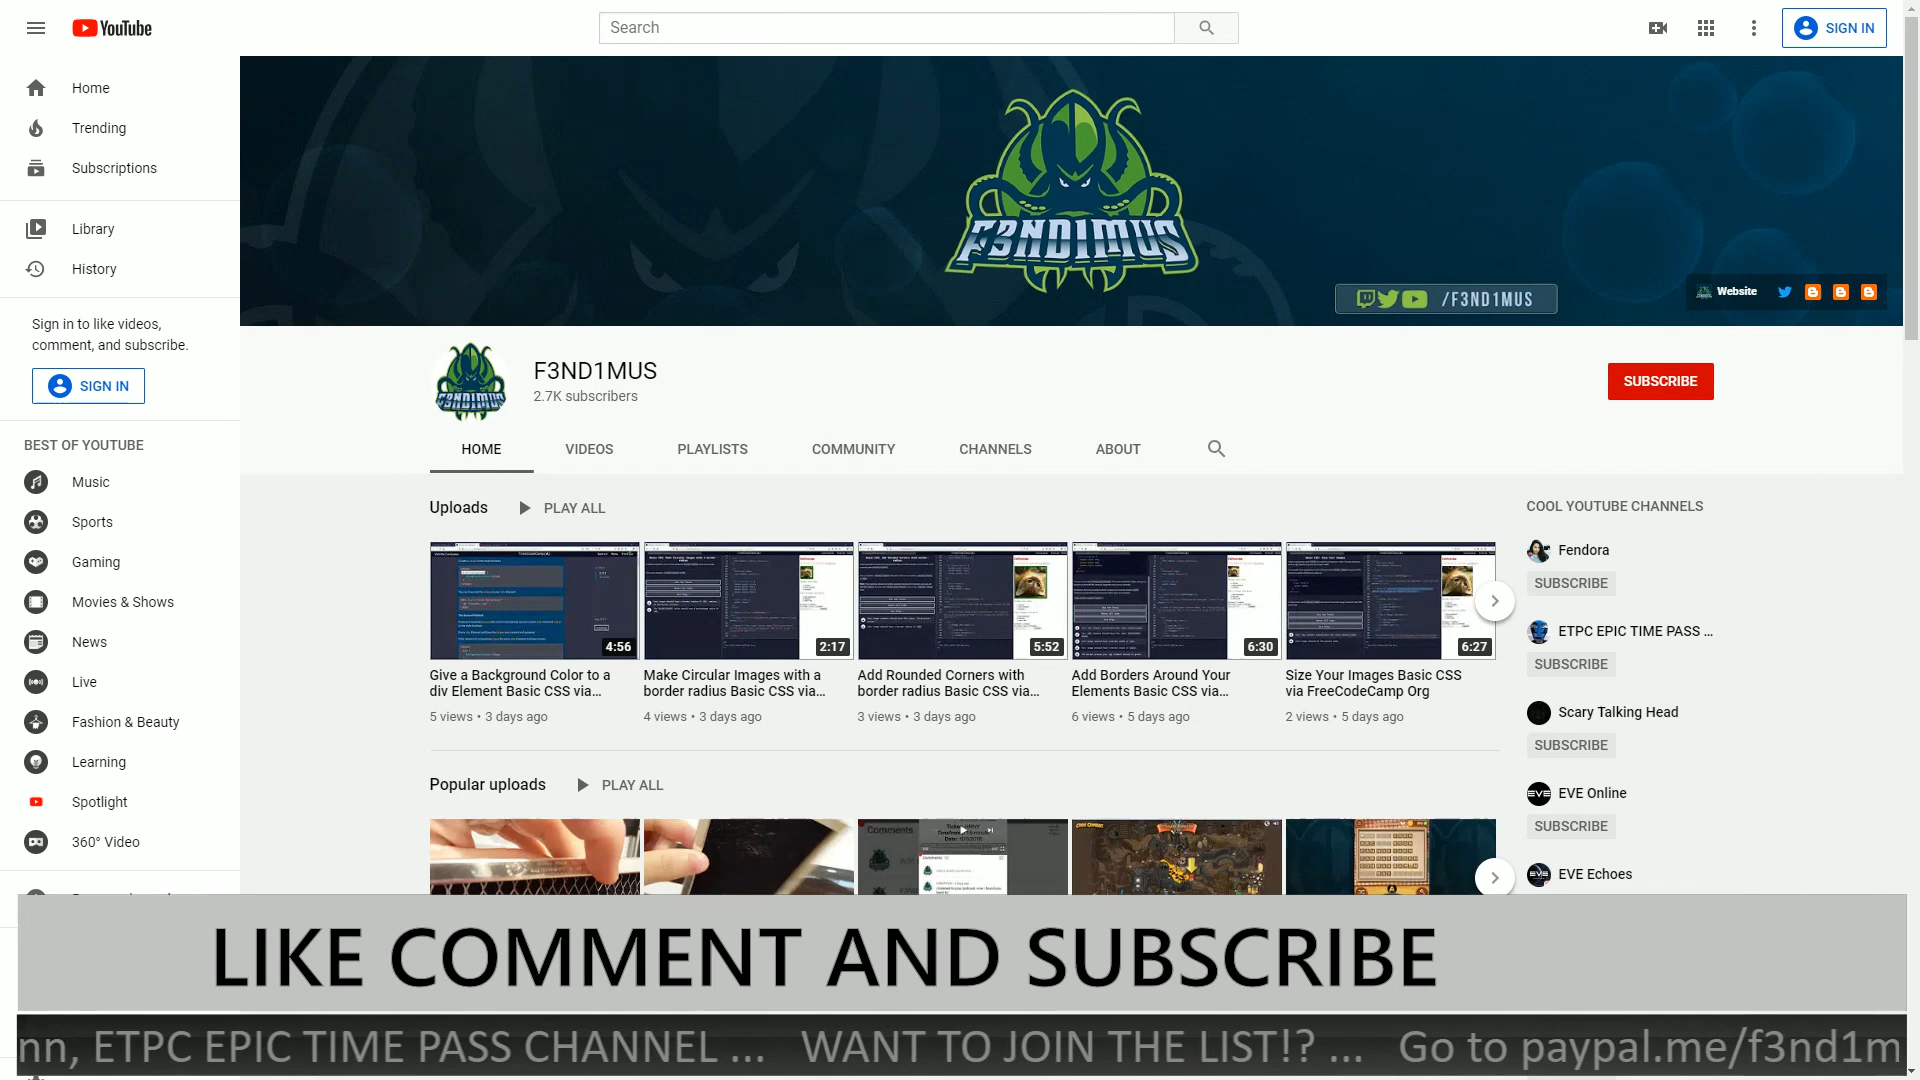 YouTube
Search
SIGN IN
Home
Trending
Subscriptions
Library
History
Sign in to like videos,
comment, and subscribe.
SIGN IN
BEST OF YOUTUBE
Music
Sports
Gaming
Movies & Shows
News
Live
Fashion & Beauty
Learning
Spotlight
360° Video
F3ND1MUS
/F3ND1MUS
Website
F3ND1MUS
2.7K subscribers
SUBSCRIBE
HOME
VIDEOS
PLAYLISTS
COMMUNITY
CHANNELS
ABOUT
Uploads
PLAY ALL
4:56
Give a Background Color to a
div Element Basic CSS via...
5 views • 3 days ago
2:17
Make Circular Images with a
border radius Basic CSS via...
4 views • 3 days ago
5:52
Add Rounded Corners with
border radius Basic CSS via...
3 views • 3 days ago
6:30
Add Borders Around Your
Elements Basic CSS via...
6 views • 5 days ago
6:27
Size Your Images Basic CSS
via FreeCodeCamp Org
2 views • 5 days ago
Popular uploads
PLAY ALL
Comments
COOL YOUTUBE CHANNELS
Fendora
SUBSCRIBE
ETPC EPIC TIME PASS ...
SUBSCRIBE
Scary Talking Head
SUBSCRIBE
EVE Online
SUBSCRIBE
EVE Echoes
LIKE COMMENT AND SUBSCRIBE
nn, ETPC EPIC TIME PASS CHANNEL ... WANT TO JOIN THE LIST!? ... Go to paypal.me/f3nd1m